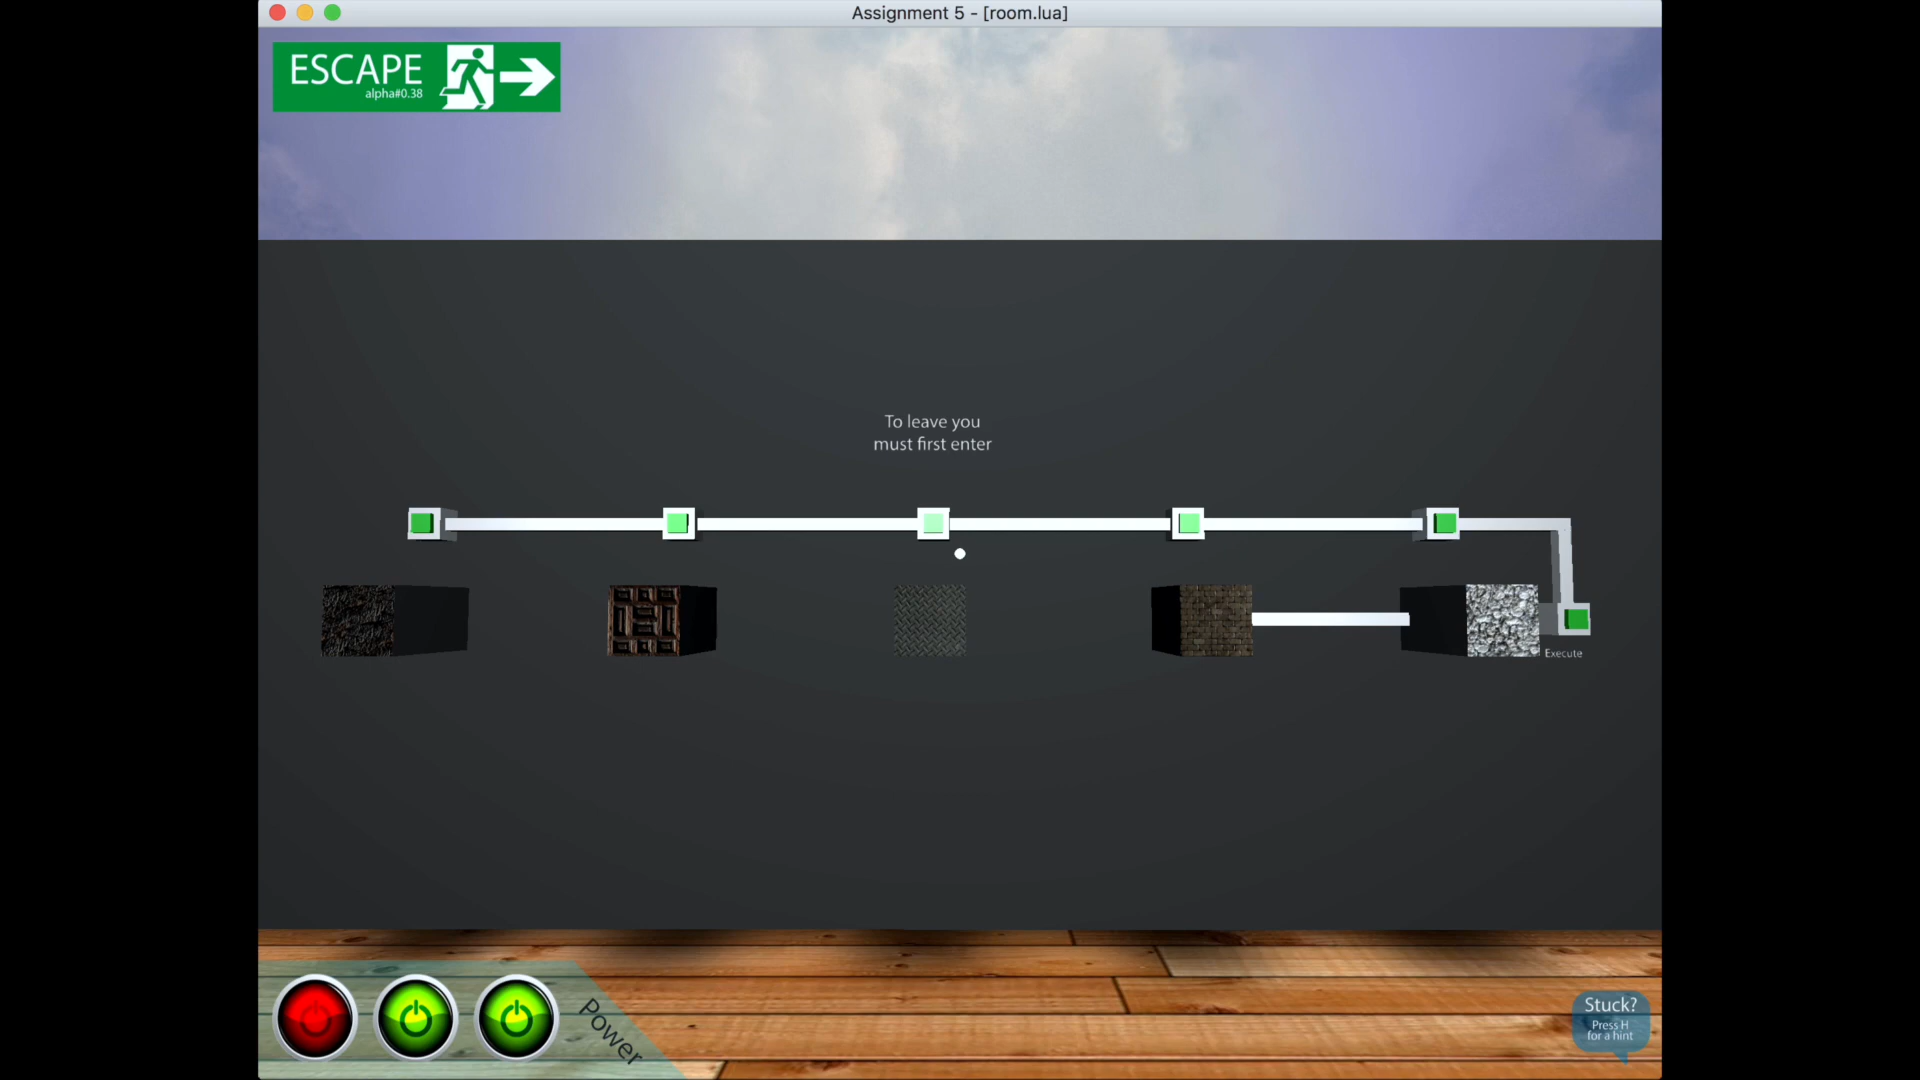 Assignment 5 - [room.lua]
ESCAPE
alpha#0.38
To leave you
must first enter
Execute
Power
Stuck?
Press H
for a hint